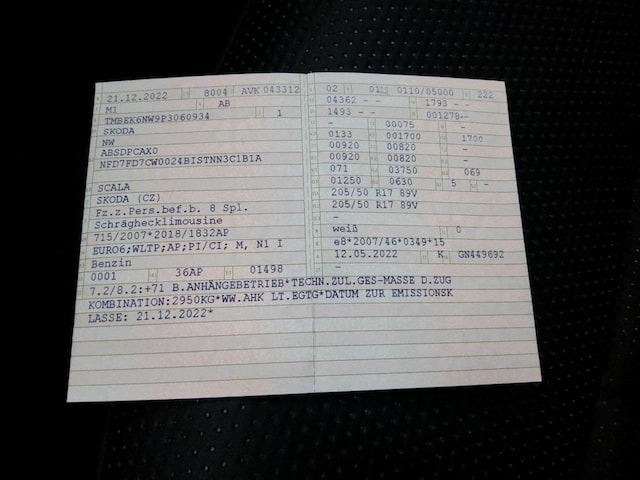 21.12.2022 8004 AVK 043312
M1 AB
TMBEK6NW9P3060934 1
SKODA
NW
ABSDPCAX0
NFD7FD7CW0024BISTNN3C1B1A
SCALA
SKODA (CZ)
Fz.z.Pers.bef.b. 8 Spl.
Schräghecklimousine
715/2007*2018/1832AP
EURO6;WLTP;AP;PI/CI; M, N1 I
Benzin
0001 36AP 01498
02 01 0110/05000 222
04362 - - 1793 - -
1493 - - 001278--
- 00075 -
0133 001700 1700
00920 00820 -
00920 00820 -
071 03750 069
01250 0630 5 -
205/50 R17 89V
205/50 R17 89V
-
weiß 0
e8*2007/46*0349*15
12.05.2022 K GN449692
-
7.2/8.2:+71 B.ANHÄNGEBETRIEB*TECHN.ZUL.GES-MASSE D.ZUG
KOMBINATION:2950KG*WW.AHK LT.EGTG*DATUM ZUR EMISSIONSK
LASSE: 21.12.2022*